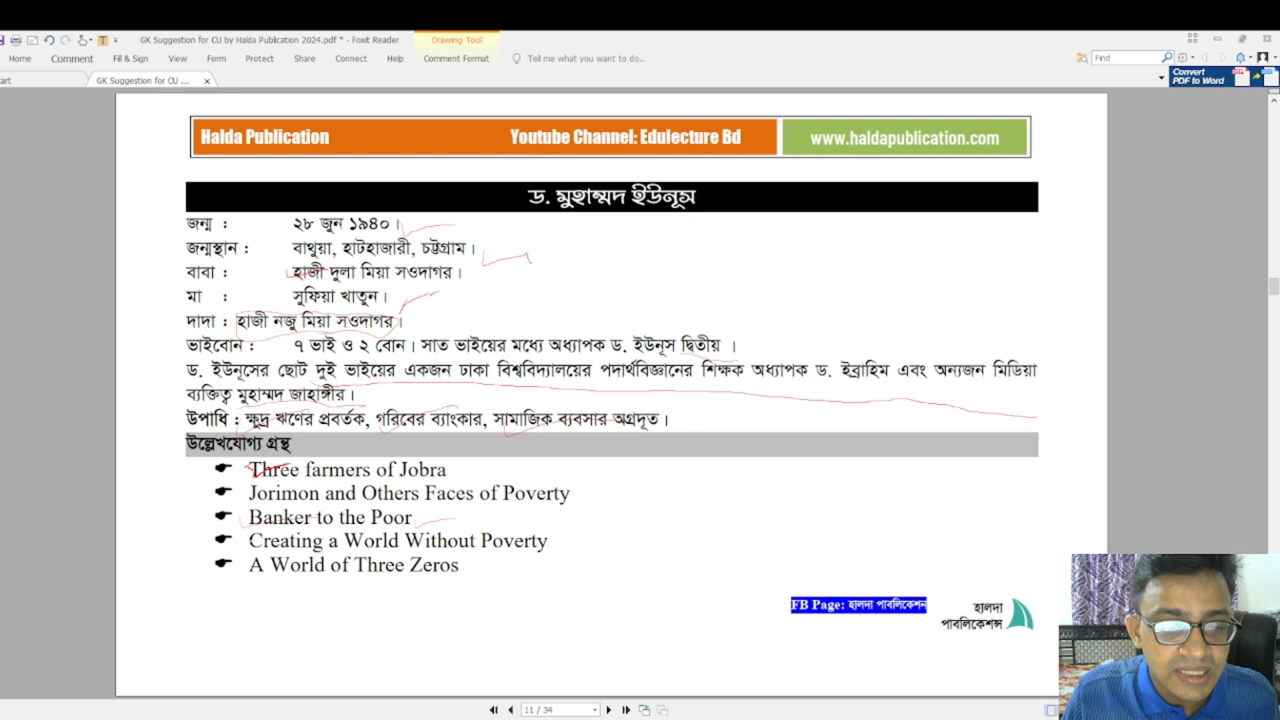 GK Suggestion for CU by Halda Publication 2024.pdf * - Foxit Reader
Drawing Tool
Home Comment Fill & Sign View Form Protect Share Connect Help Comment Format Tell me what you want to do.. Find
art GK Suggestion for CU ... ×
Convert
PDF to Word
Halda Publication Youtube Channel: Edulecture Bd www.haldapublication.com
ড. মুহাম্মদ ইউনূস
জন্ম : ২৮ জুন ১৯৪০।
জন্মস্থান : বাথুয়া, হাটহাজারী, চট্টগ্রাম।
বাবা : হাজী দুলা মিয়া সওদাগর।
মা : সুফিয়া খাতুন।
দাদা : হাজী নজু মিয়া সওদাগর।
ভাইবোন : ৭ ভাই ও ২ বোন। সাত ভাইয়ের মধ্যে অধ্যাপক ড. ইউনূস দ্বিতীয় ।
ড. ইউনূসের ছোট দুই ভাইয়ের একজন ঢাকা বিশ্ববিদ্যালয়ের পদার্থবিজ্ঞানের শিক্ষক অধ্যাপক ড. ইব্রাহিম এবং অন্যজন মিডিয়া
ব্যক্তিত্ব মুহাম্মদ জাহাঙ্গীর।
উপাধি : ক্ষুদ্র ঋণের প্রবর্তক, গরিবের ব্যাংকার, সামাজিক ব্যবসার অগ্রদূত।
উল্লেখযোগ্য গ্রন্থ
Three farmers of Jobra
Jorimon and Others Faces of Poverty
Banker to the Poor
Creating a World Without Poverty
A World of Three Zeros
FB Page: হালদা পাবলিকেশন
হালদা
পাবলিকেশন্স
11 / 34